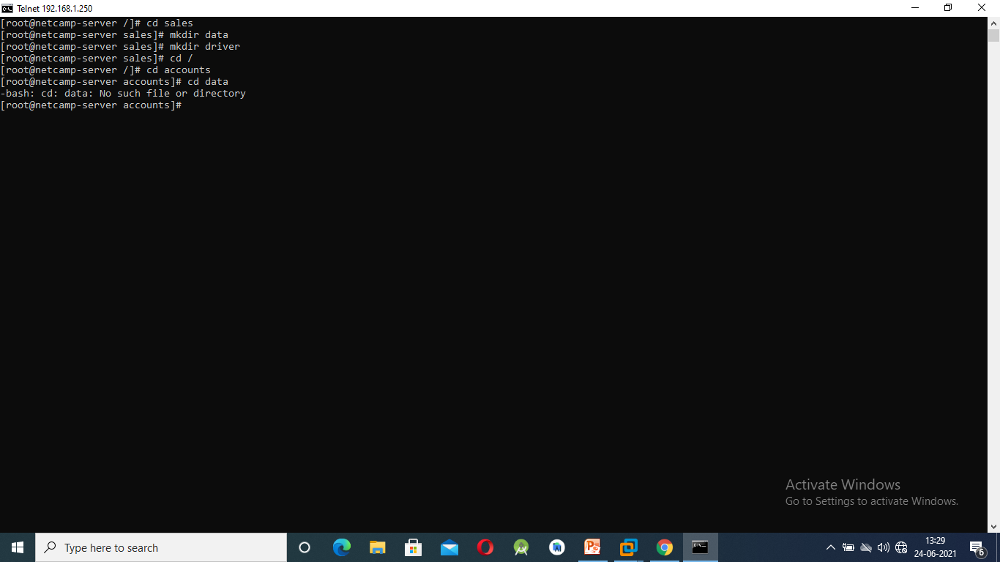 Telnet 192.168.1.250
[root@netcamp-server /]# cd sales
[root@netcamp-server sales]# mkdir data
[root@netcamp-server sales]# mkdir driver
[root@netcamp-server sales]# cd /
[root@netcamp-server /]# cd accounts
[root@netcamp-server accounts]# cd data
-bash: cd: data: No such file or directory
[root@netcamp-server accounts]#
Activate Windows
Go to Settings to activate Windows.
Type here to search
13:29
24-06-2021
6